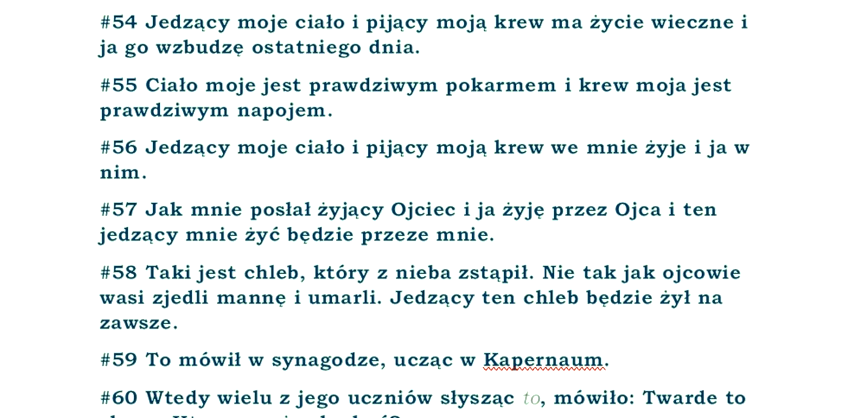 #54 Jedzący moje ciało i pijący moją krew ma życie wieczne i
ja go wzbudzę ostatniego dnia.
#55 Ciało moje jest prawdziwym pokarmem i krew moja jest
prawdziwym napojem.
#56 Jedzący moje ciało i pijący moją krew we mnie żyje i ja w
nim.
#57 Jak mnie posłał żyjący Ojciec i ja żyję przez Ojca i ten
jedzący mnie żyć będzie przeze mnie.
#58 Taki jest chleb, który z nieba zstąpił. Nie tak jak ojcowie
wasi zjedli mannę i umarli. Jedzący ten chleb będzie żył na
zawsze.
#59 To mówił w synagodze, ucząc w Kapernaum.
#60 Wtedy wielu z jego uczniów słysząc to, mówiło: Twarde to